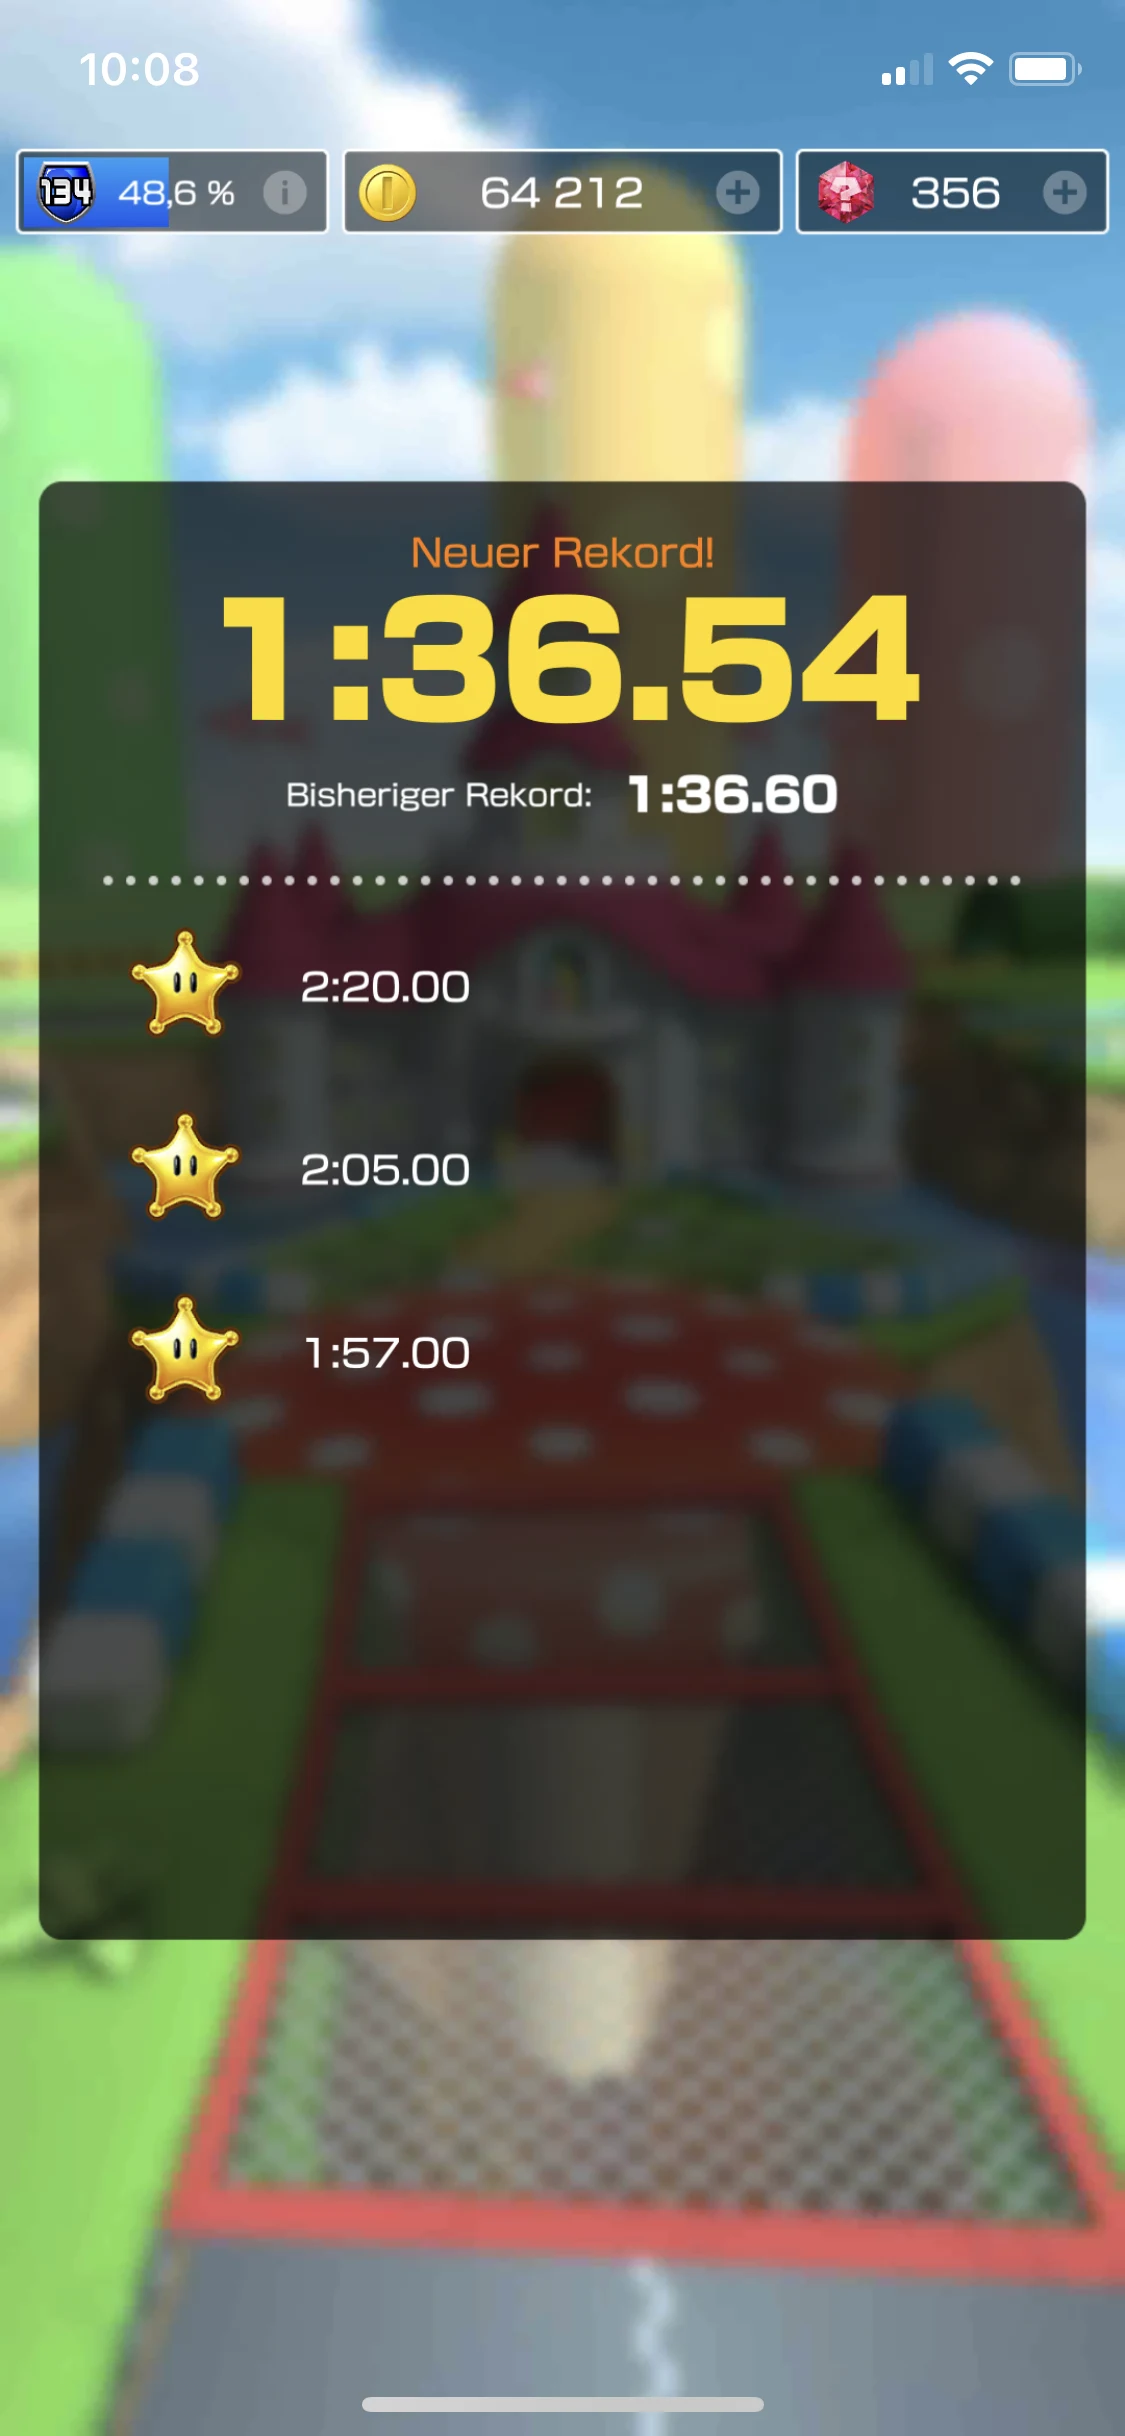 10:08
134 48,6 % i
64 212 +
? 356 +
Neuer Rekord!
1:36.54
Bisheriger Rekord: 1:36.60
2:20.00
2:05.00
1:57.00